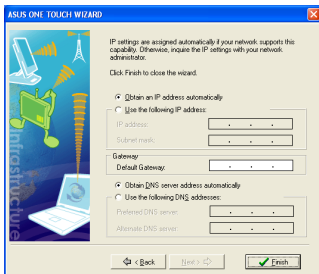 ASUS ONE TOUCH WIZARD
IP settings are assigned automatically if your network supports this
capability. Otherwise, inquire the IP settings with your network
administrator.
Click Finish to close the wizard.
Obtain an IP address automatically
Use the following IP address:
IP address:
Subnet mask:
Gateway
Default Gateway:
Obtain DNS server address automatically
Use the following DNS addresses:
Preferred DNS server:
Alternate DNS server:
Infrastructure
< Back
Next >
Finish